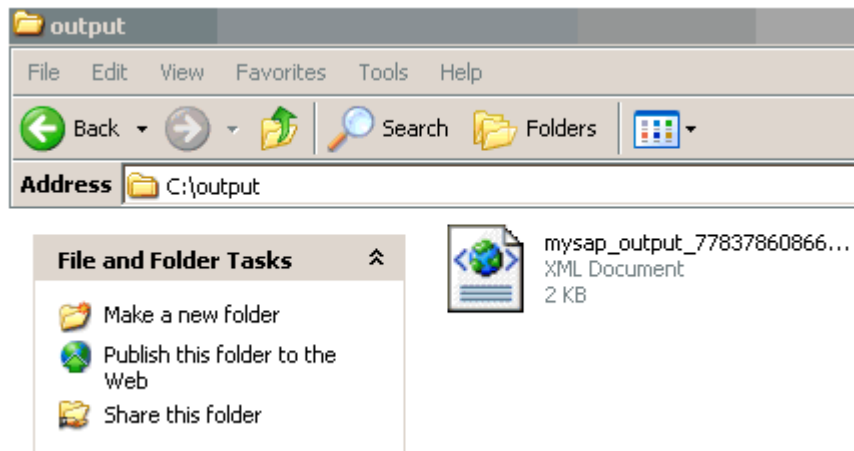 output
File Edit View Favorites Tools Help
Back Search Folders
Address C:\output
File and Folder Tasks
Make a new folder
Publish this folder to the
Web
Share this folder
mysap_output_77837860866...
XML Document
2 KB